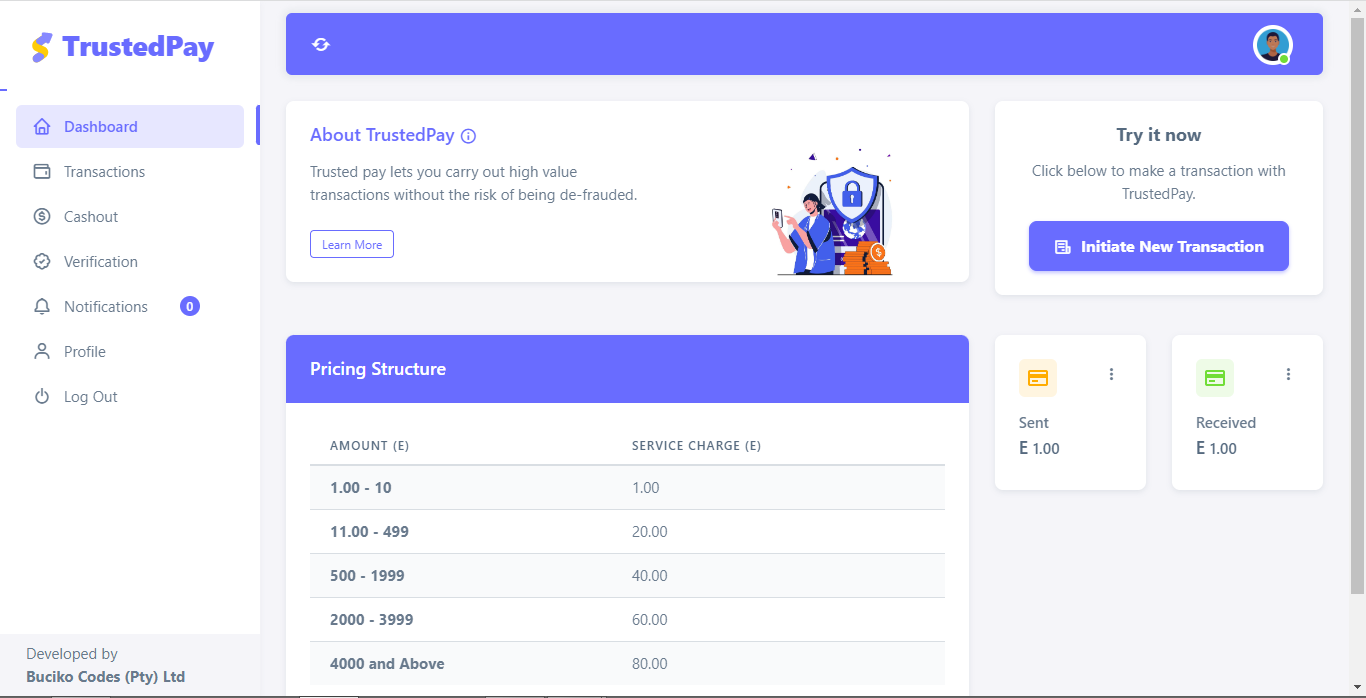 TrustedPay
Dashboard
Transactions
Cashout
Verification
Notifications 0
Profile
Log Out
Developed by
Buciko Codes (Pty) Ltd
About TrustedPay
Trusted pay lets you carry out high value
transactions without the risk of being de-frauded.
Learn More
Try it now
Click below to make a transaction with
TrustedPay.
Initiate New Transaction
Pricing Structure
AMOUNT (E) SERVICE CHARGE (E)
1.00 - 10 1.00
11.00 - 499 20.00
500 - 1999 40.00
2000 - 3999 60.00
4000 and Above 80.00
Sent
E 1.00
Received
E 1.00